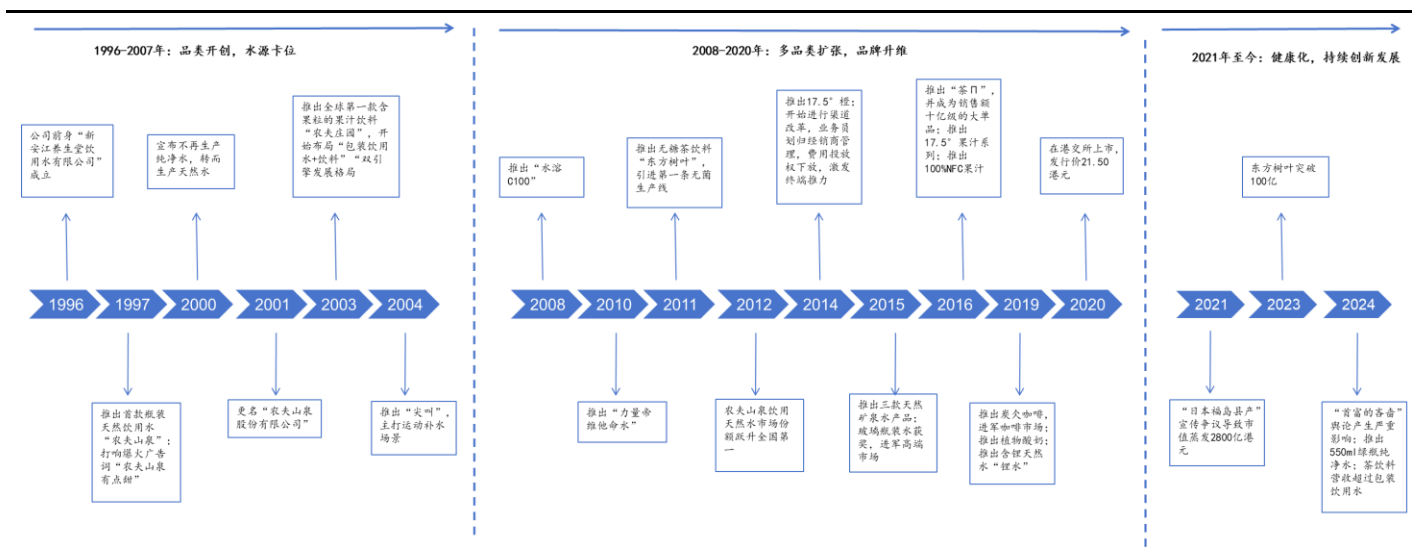 1996-2007年：品类开创，水源卡位
2008-2020年：多品类扩张，品牌升维
2021年至今：健康化，持续创新发展
公司前身“新
安江养生堂饮
用水有限公司”
成立
宣布不再生产
纯净水，转而
生产天然水
推出全球第一款含
果粒的果汁饮料
“农夫庄园”，开
始布局“包装饮用
水+饮料”“双引
擎发展格局
推出“水溶
C100”
推出无糖茶饮料
“东方树叶”，
引进第一条无菌
生产线
推出17.5°橙；
开始进行渠道
改革，业务员
划归经销商管
理，费用投放
权下放，激发
终端推力
推出“茶Π”，
并成为销售额
十亿级的大单
品；推出
17.5°果汁系
列；推出
100%NFC果汁
在港交所上市，
发行价21.50
港元
东方树叶突破
100亿
1996
1997
2000
2001
2003
2004
2008
2010
2011
2012
2014
2015
2016
2019
2020
2021
2023
2024
推出首款瓶装
天然饮用水
“农夫山泉”；
打响爆火广告
词“农夫山泉
有点甜”
更名“农夫山泉
股份有限公司”
推出“尖叫”，
主打运动补水
场景
推出“力量帝
维他命水”
农夫山泉饮用
天然水市场份
额跃升全国第
一
推出三款天然
矿泉水产品；
玻璃瓶装水获
奖，进军高端
市场
推出炭仌咖啡，
进军咖啡市场；
推出植物酸奶；
推出含锂天然
水“锂水”
“日本福岛县产”
宣传争议导致市
值蒸发2800亿港
元
“首富的吝啬”
舆论产生严重
影响；推出
550ml绿瓶纯
净水；茶饮料
营收超过包装
饮用水